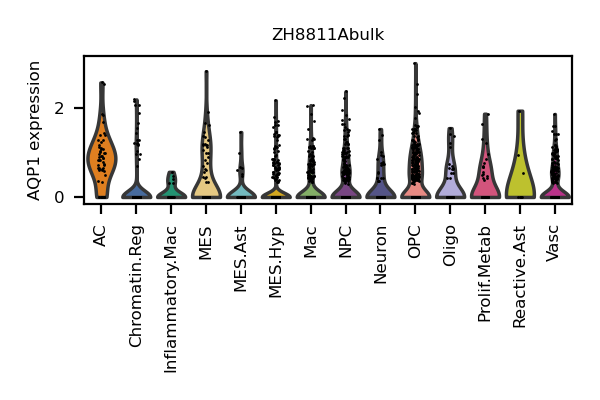 ZH8811Abulk
AQP1 expression
2
0
AC
Chromatin.Reg
Inflammatory.Mac
MES
MES.Ast
MES.Hyp
Mac
NPC
Neuron
OPC
Oligo
Prolif.Metab
Reactive.Ast
Vasc